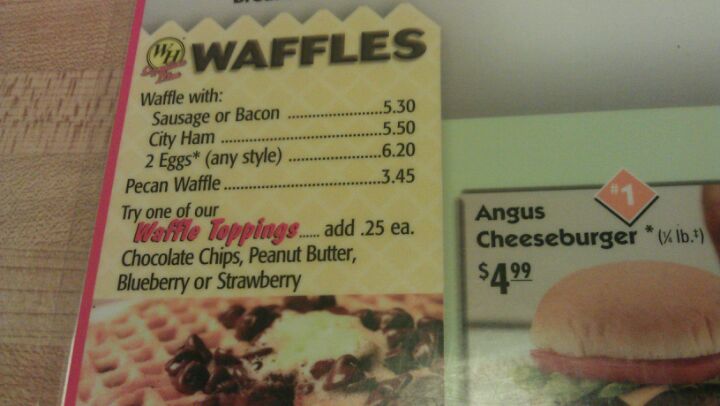 WH
WAFFLES
Waffle with:
Sausage or Bacon ..................5.30
City Ham ................................5.50
2 Eggs* (any style) ..................6.20
Pecan Waffle ..............................3.45
Try one of our
Waffle Toppings...... add .25 ea.
Chocolate Chips, Peanut Butter,
Blueberry or Strawberry
#1
Angus
Cheeseburger * (¼ lb.‡)
$4.99